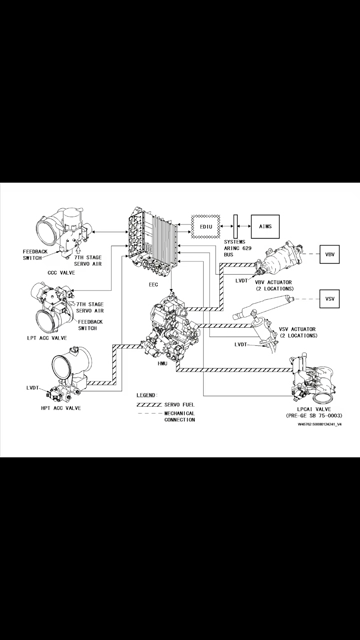 EDIU
AIMS
SYSTEMS
ARINC 629
BUS
FEEDBACK
SWITCH
7TH STAGE
SERVO AIR
CCC VALVE
EEC
LVDT
VBV ACTUATOR
(2 LOCATIONS)
VBV
7TH STAGE
SERVO AIR
FEEDBACK
SWITCH
LPT ACC VALVE
VSV
VSV ACTUATOR
(2 LOCATIONS)
LVDT
HMU
LVDT
HPT ACC VALVE
LEGEND:
SERVO FUEL
MECHANICAL
CONNECTION
LPCAI VALVE
(PRE-GE SB 75-0003)